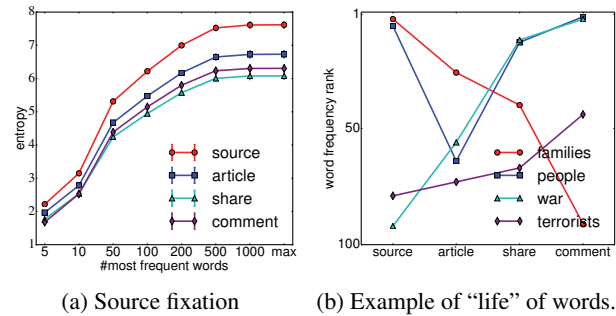 8
7
6
5
4
3
2
1
entropy
5 10 50 100 200 500 1000 max
#most frequent words
source
article
share
comment
(a) Source fixation
1
50
100
word frequency rank
source article share comment
families
people
war
terrorists
(b) Example of “life” of words.